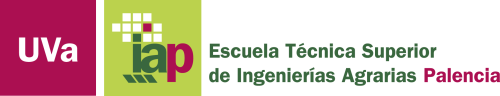 UVa
iap
Escuela Técnica Superior
de Ingenierías Agrarias Palencia